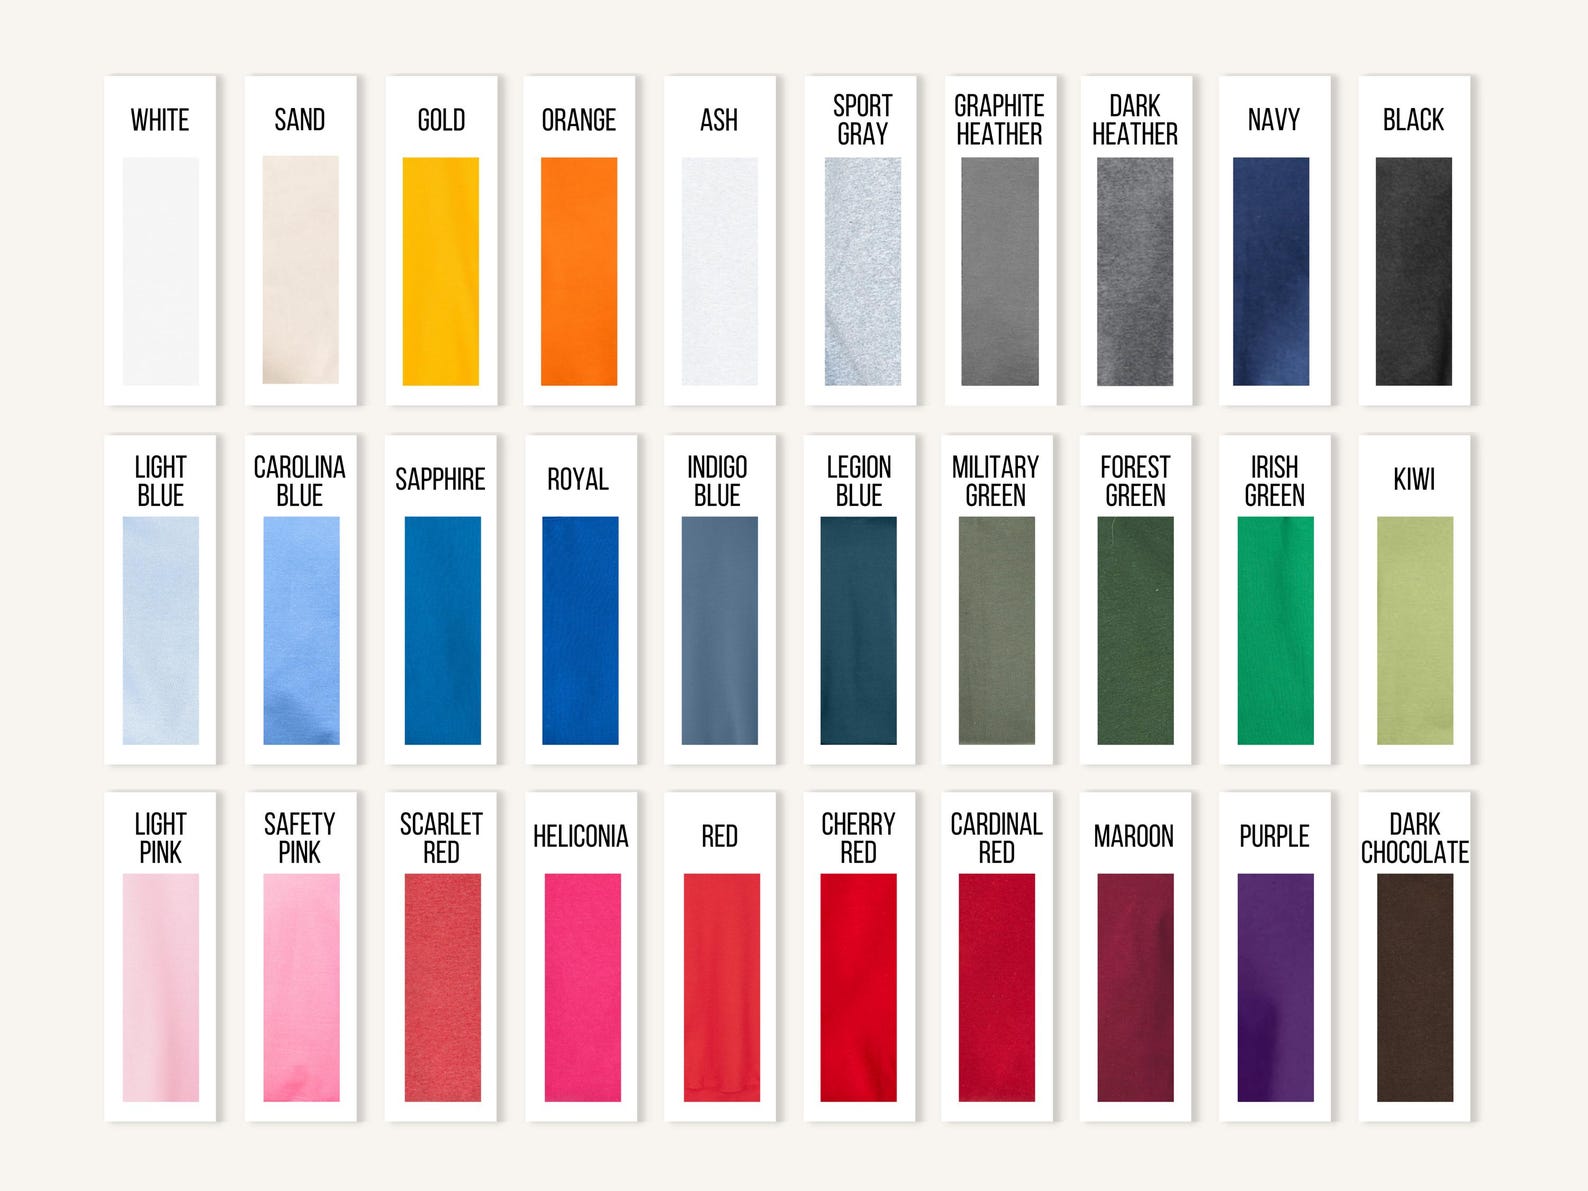 WHITE
SAND
GOLD
ORANGE
ASH
SPORT
GRAY
GRAPHITE
HEATHER
DARK
HEATHER
NAVY
BLACK
LIGHT
BLUE
CAROLINA
BLUE
SAPPHIRE
ROYAL
INDIGO
BLUE
LEGION
BLUE
MILITARY
GREEN
FOREST
GREEN
IRISH
GREEN
KIWI
LIGHT
PINK
SAFETY
PINK
SCARLET
RED
HELICONIA
RED
CHERRY
RED
CARDINAL
RED
MAROON
PURPLE
DARK
CHOCOLATE